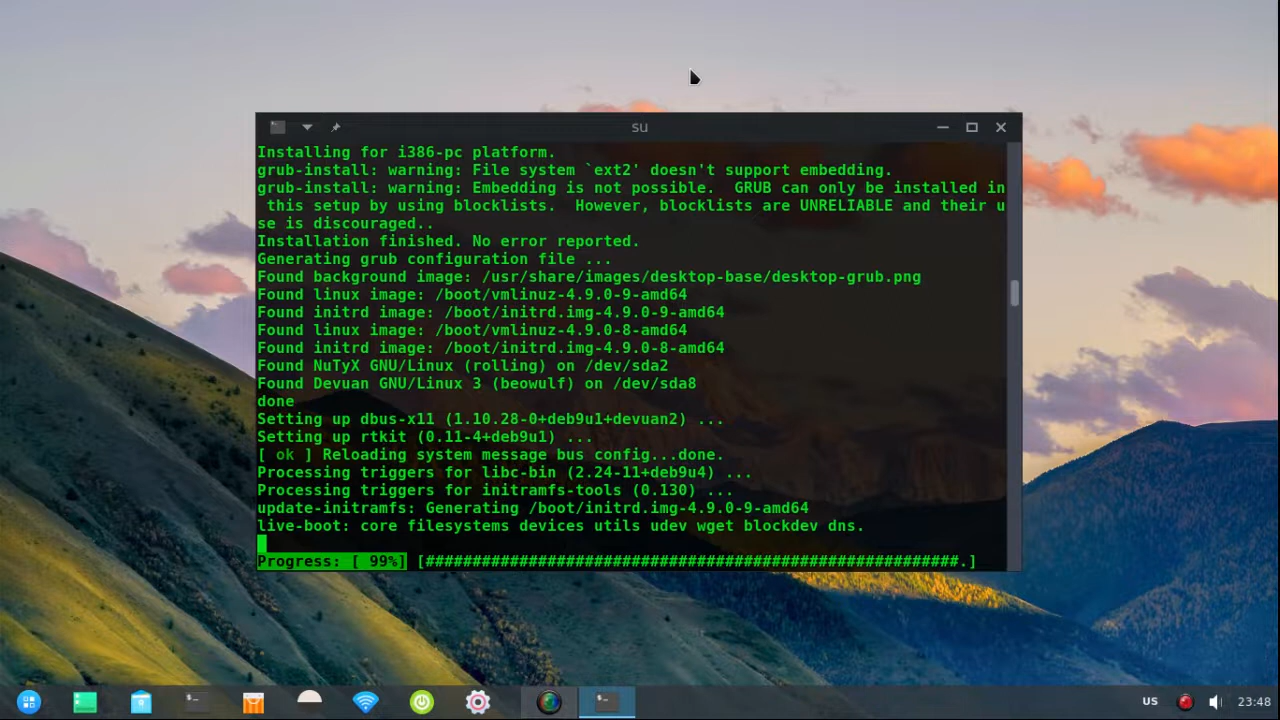 su
Installing for i386-pc platform.
grub-install: warning: File system `ext2' doesn't support embedding.
grub-install: warning: Embedding is not possible.  GRUB can only be installed in
 this setup by using blocklists.  However, blocklists are UNRELIABLE and their u
se is discouraged..
Installation finished. No error reported.
Generating grub configuration file ...
Found background image: /usr/share/images/desktop-base/desktop-grub.png
Found linux image: /boot/vmlinuz-4.9.0-9-amd64
Found initrd image: /boot/initrd.img-4.9.0-9-amd64
Found linux image: /boot/vmlinuz-4.9.0-8-amd64
Found initrd image: /boot/initrd.img-4.9.0-8-amd64
Found NuTyX GNU/Linux (rolling) on /dev/sda2
Found Devuan GNU/Linux 3 (beowulf) on /dev/sda8
done
Setting up dbus-x11 (1.10.28-0+deb9u1+devuan2) ...
Setting up rtkit (0.11-4+deb9u1) ...
[ ok ] Reloading system message bus config...done.
Processing triggers for libc-bin (2.24-11+deb9u4) ...
Processing triggers for initramfs-tools (0.130) ...
update-initramfs: Generating /boot/initrd.img-4.9.0-9-amd64
live-boot: core filesystems devices utils udev wget blockdev dns.
Progress: [ 99%] [#########################################################.]
US 23:48